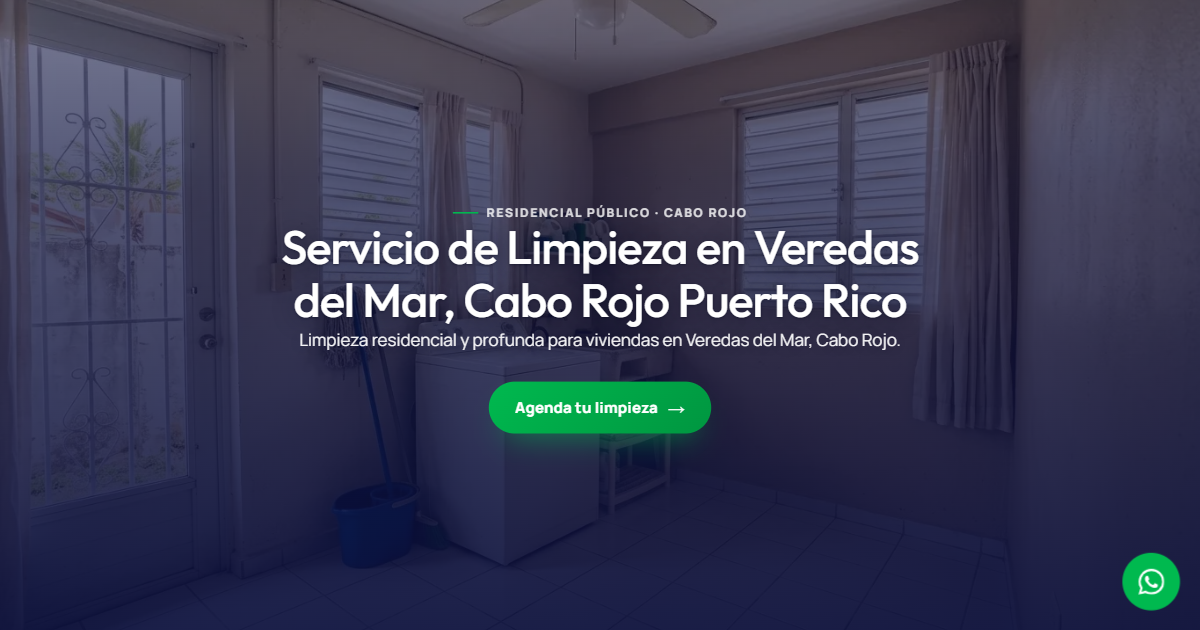 RESIDENCIAL PÚBLICO · CABO ROJO
Servicio de Limpieza en Veredas
del Mar, Cabo Rojo Puerto Rico
Limpieza residencial y profunda para viviendas en Veredas del Mar, Cabo Rojo.
Agenda tu limpieza →